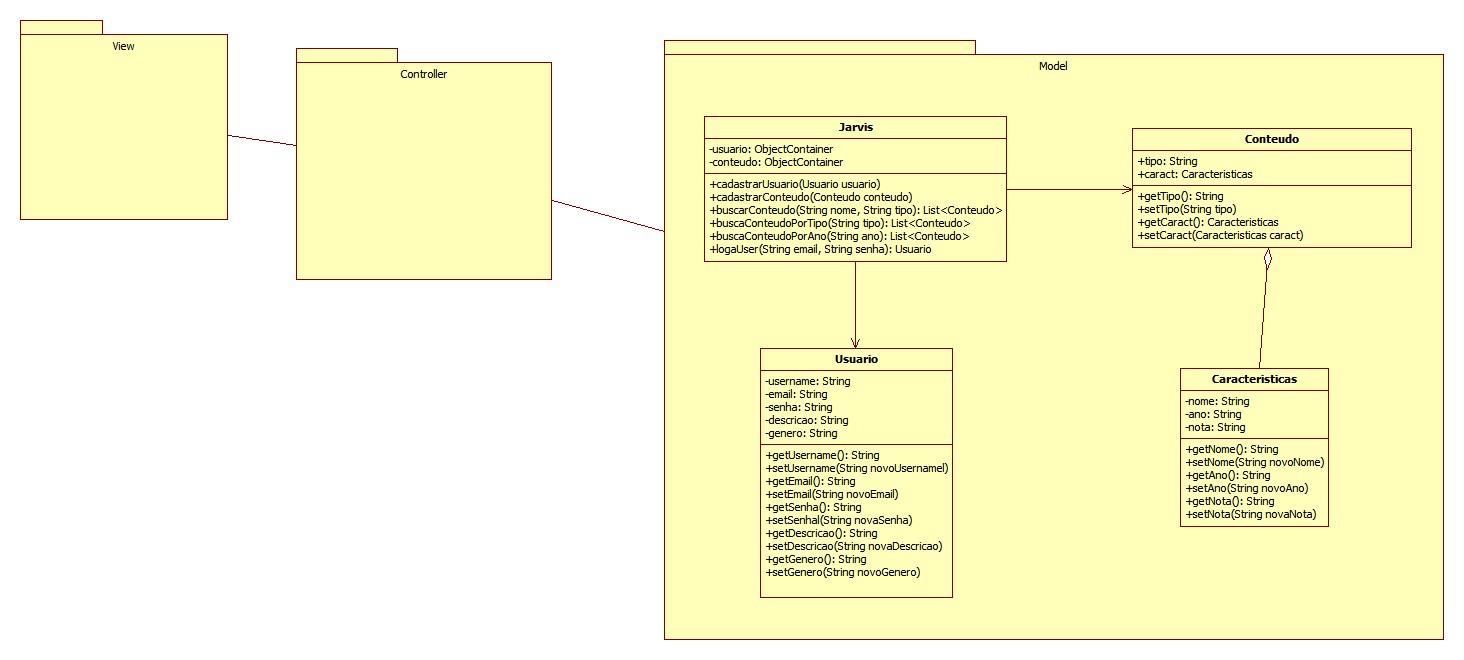 View
Controller
Model
Jarvis
-usuario: ObjectContainer
-conteudo: ObjectContainer
+cadastrarUsuario(Usuario usuario)
+cadastrarConteudo(Conteudo conteudo)
+buscarConteudo(String nome, String tipo): List<Conteudo>
+buscaConteudoPorTipo(String tipo): List<Conteudo>
+buscaConteudoPorAno(String ano): List<Conteudo>
+logaUser(String email, String senha): Usuario
Conteudo
+tipo: String
+caract: Caracteristicas
+getTipo(): String
+setTipo(String tipo)
+getCaract(): Caracteristicas
+setCaract(Caracteristicas caract)
Usuario
-username: String
-email: String
-senha: String
-descricao: String
-genero: String
+getUsername(): String
+setUsername(String novoUsernamel)
+getEmail(): String
+setEmail(String novoEmail)
+getSenha(): String
+setSenhal(String novaSenha)
+getDescricao(): String
+setDescricao(String novaDescricao)
+getGenero(): String
+setGenero(String novoGenero)
Caracteristicas
-nome: String
-ano: String
-nota: String
+getNome(): String
+setNome(String novoNome)
+getAno(): String
+setAno(String novoAno)
+getNota(): String
+setNota(String novaNota)